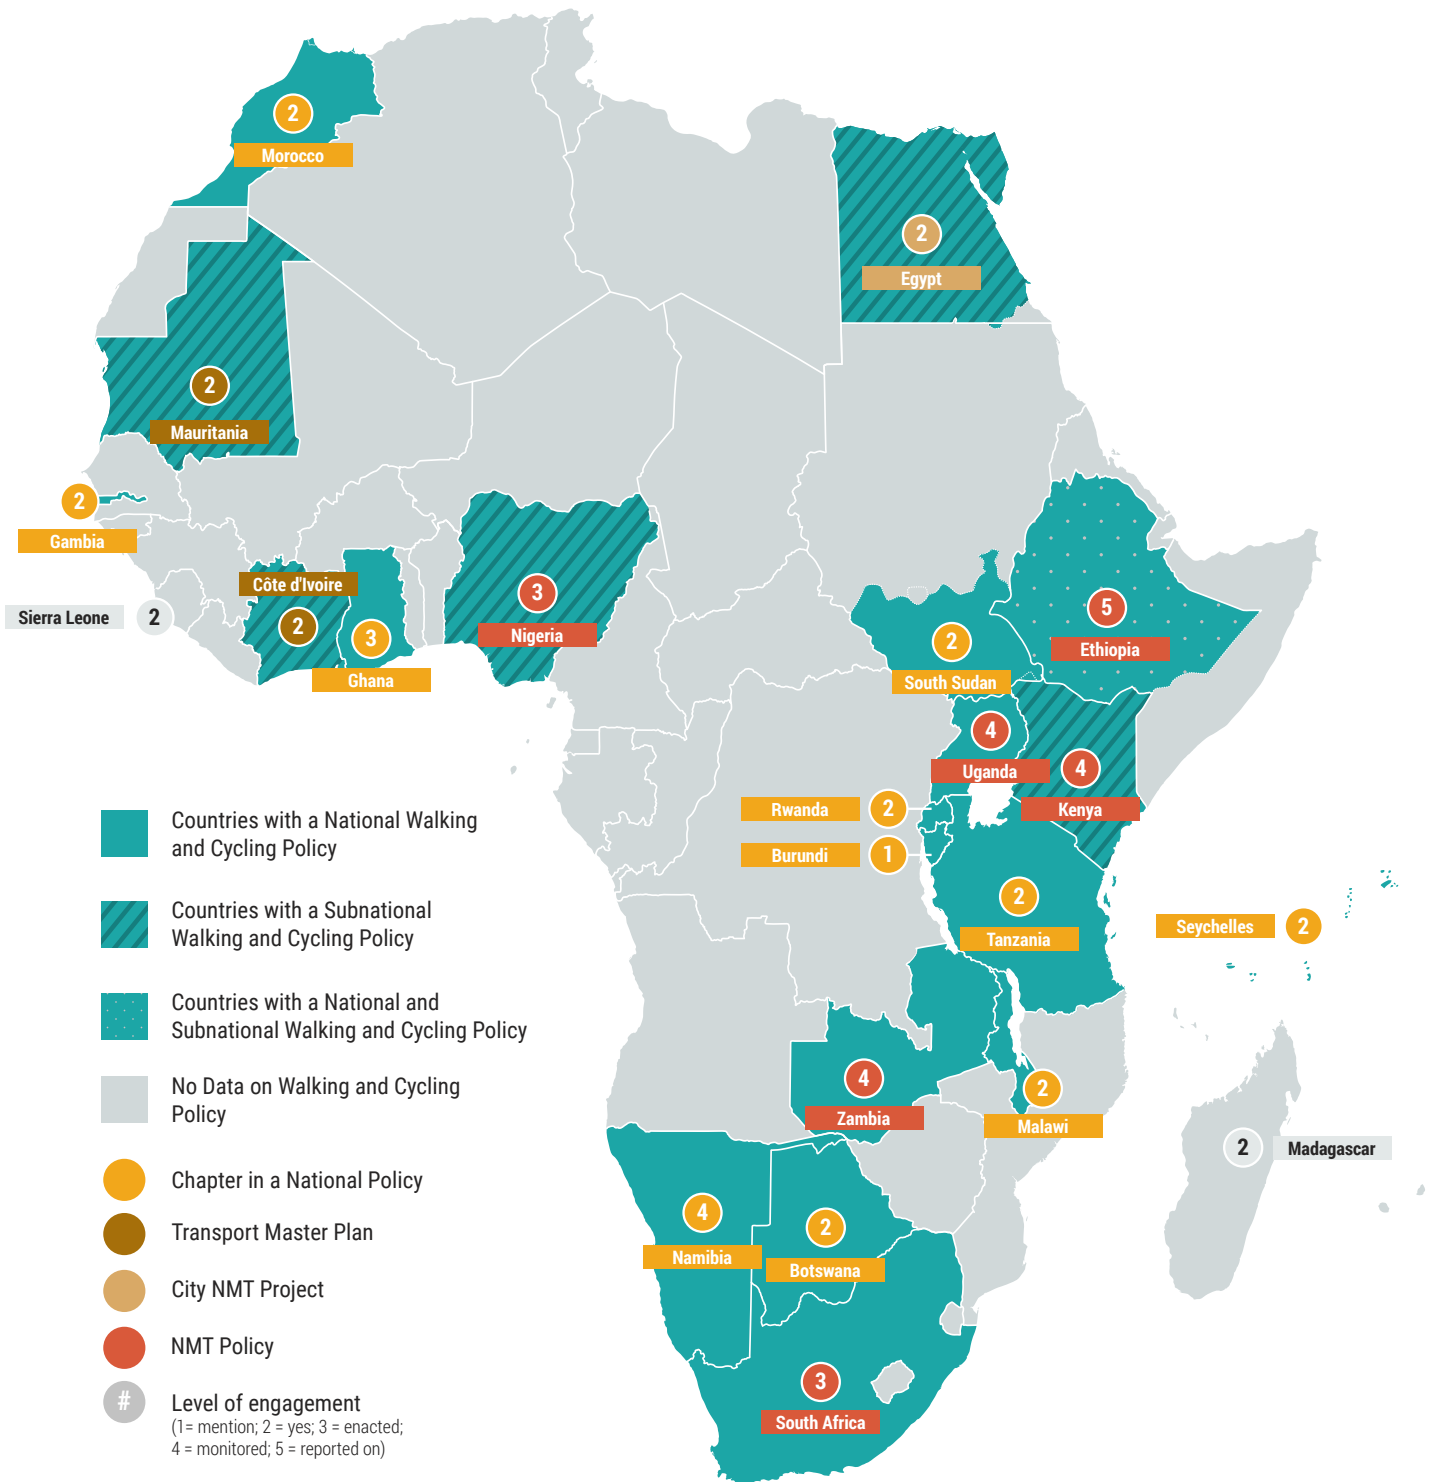 2
Morocco
2
Egypt
2
Mauritania
2
Gambia
Côte d'Ivoire
2
Sierra Leone
2
3
Ghana
3
Nigeria
5
Ethiopia
2
South Sudan
4
Uganda
4
Kenya
Rwanda
2
Burundi
1
2
Tanzania
Seychelles
2
4
Zambia
2
Malawi
2
Madagascar
4
Namibia
2
Botswana
3
South Africa
Countries with a National Walking
and Cycling Policy
Countries with a Subnational
Walking and Cycling Policy
Countries with a National and
Subnational Walking and Cycling Policy
No Data on Walking and Cycling
Policy
Chapter in a National Policy
Transport Master Plan
City NMT Project
NMT Policy
#
Level of engagement
(1= mention; 2 = yes; 3 = enacted;
4 = monitored; 5 = reported on)